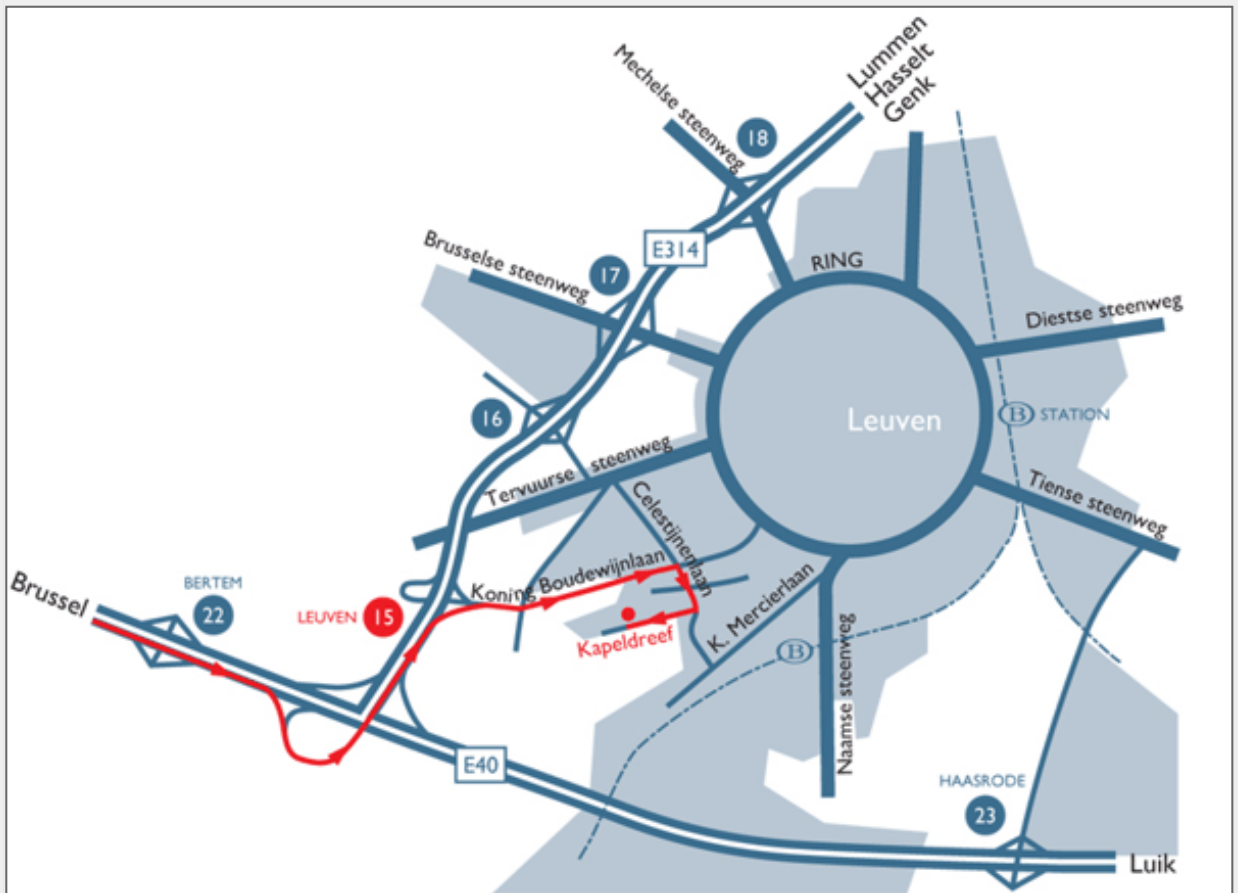 Lummen
Hasselt
Genk
Mechelse steenweg
18
E314
RING
Brusselse steenweg
17
Diestse steenweg
16
Leuven
B STATION
Tervuurse steenweg
Celestijnenlaan
Tiense steenweg
Brussel
BERTEM
22
LEUVEN 15
Koning Boudewijnlaan
Kapeldreef
K. Mercierlaan
B
Naamse steenweg
E40
HAASRODE
23
Luik